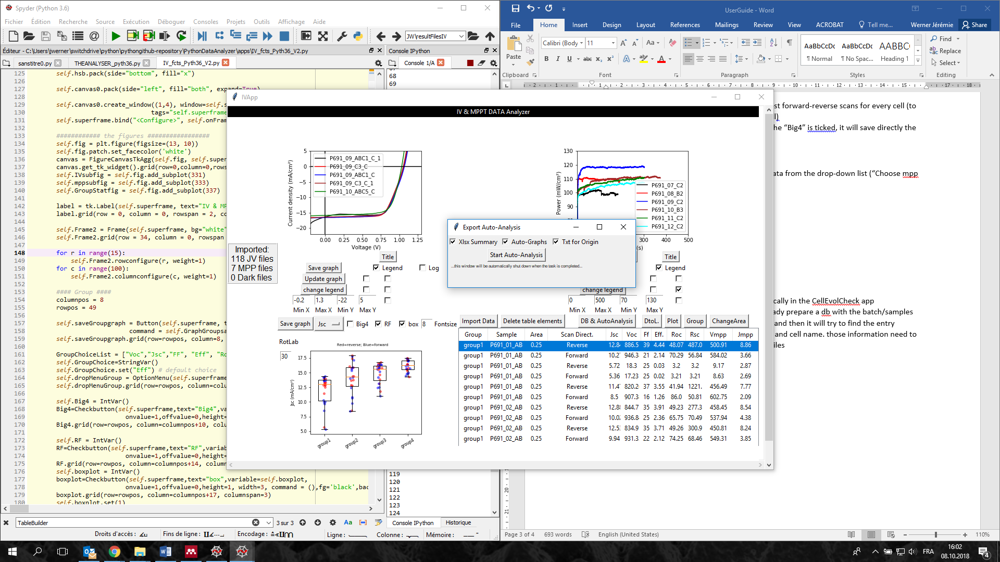 Spyder (Python 3.6)
Fichier Édition Recherche Source Exécution Déboguer Consoles Projets Outils Affichage Aide
JW\resultFilesIV
Éditeur - C:\Users\jwerner\switchdrive\python\pythongithub-repository\PythonDataAnalyzer\apps\IV_fcts_Pyth36_V2.py
Console IPython
sanstitre0.py THEANALYSER_pyth36.py IV_fcts_Pyth36_V2.py
Console 1/A
125 self.hsb.pack(side="bottom", fill="x")
126
127 self.canvas0.pack(side="left", fill="both", expand=True)
128
129 self.canvas0.create_window((1,4), window=self.s
130 tags="self.superframe
131 self.superframe.bind("<Configure>", self.onFram
132
133 ############ the figures #################
134 self.fig = plt.figure(figsize=(13, 10))
135 self.fig.patch.set_facecolor('white')
136 canvas = FigureCanvasTkAgg(self.fig, self.super
137 canvas.get_tk_widget().grid(row=0,column=0,rows
138 self.IVsubfig = self.fig.add_subplot(331)
139 self.mppsubfig = self.fig.add_subplot(333)
140 self.GroupStatfig = self.fig.add_subplot(337)
141
142 label = tk.Label(self.superframe, text="IV & MP
143 label.grid(row = 0, column = 0, rowspan = 2, co
144
145 self.Frame2 = Frame(self.superframe, bg="white"
146 self.Frame2.grid(row = 34, column = 0, rowspan
147
148 for r in range(15):
149 self.Frame2.rowconfigure(r, weight=1)
150 for c in range(100):
151 self.Frame2.columnconfigure(c, weight=1)
152
153 #### Group ####
154 columnpos = 8
155 rowpos = 49
156
157 self.saveGroupgraph = Button(self.superframe, t
158 command = self.GraphGroupsa
159 self.saveGroupgraph.grid(row=rowpos, column=8,
160
161 GroupChoiceList = ["Voc","Jsc","FF", "Eff", "Ro
162 self.GroupChoice=StringVar()
163 self.GroupChoice.set("Eff") # default choice
164 self.dropMenuGroup = OptionMenu(self.superframe
165 self.dropMenuGroup.grid(row=rowpos, column=colu
166
167 self.Big4 = IntVar()
168 Big4=Checkbutton(self.superframe,text="Big4",va
169 onvalue=1,offvalue=0,height=
170 Big4.grid(row=rowpos, column=columnpos+10, colu
171
172 self.RF = IntVar()
173 RF=Checkbutton(self.superframe,text="RF",variab
174 onvalue=1,offvalue=0,height=
175 RF.grid(row=rowpos, column=columnpos+14, column
176 self.boxplot = IntVar()
177 boxplot=Checkbutton(self.superframe,text="box",variable=self.boxplot,
178 onvalue=1,offvalue=0,height=1, width=3, command = (),fg='black',bac
179 boxplot.grid(row=rowpos, column=columnpos+17, columnspan=3)
180 self.boxplot.set(1)
68
69
119
120
121
122
123
124
TableBuilder
3 sur 3
Aa
Console IPython Historique
Droits d'accès : Fins de ligne : Encodage : Ligne : Colonne : Mémoire :
UserGuide - Word
File Home Insert Design Layout References Mailings Review View ACROBAT Tell me... Werner Jérémie Share
Paste
Calibri (Body 11
Aa
B I U abc x₂ x²
AaBbCcDc AaBbCcDc AABBC
¶ Normal ¶ No Spac... Heading 1
Find
Replace
Select
Clipboard Font Paragraph Styles Editing
st forward-reverse scans for every cell (to
l)
he “Big4” is ticked, it will save directly the
ata from the drop-down list (“Choose mpp
cally in the CellEvolCheck app
ady prepare a db with the batch/samples
and then it will try to find the entry
and cell name. those information need to
iles
Page 3 of 4 693 words English (United States) 110%
IVApp
IV & MPPT DATA Analyzer
Imported:
118 JV files
7 MPP files
0 Dark files
Current density (mA/cm²)
5
0
−5
−10
−15
−20
P691_09_ABC1_C_1
P691_09_C3_C
P691_09_ABC1_C
P691_09_C3_C_1
P691_10_ABC5_C
0.00 0.25 0.50 0.75 1.00 1.25
Voltage (V)
Power (mW/cm²)
130
120
110
100
90
P691_07_C2
P691_08_B2
P691_09_C2
P691_10_B3
P691_11_C2
P691_12_C2
300 400 500
(s)
Title
Save graph
Legend Log
Update graph
change legend
-0.2 1.3 -22 5
Min X Max X Min Y Max Y
Save graph Jsc Big4 RF box 8 Fontsize
RotLab
30
Red=reverse; Blue=forward
Jsc (mA/cm²)
17.5
15.0
12.5
10.0
7.5
5.0
group1 group2 group3 group4
Export Auto-Analysis
Xlsx Summary Auto-Graphs Txt for Origin
Start Auto-Analysis
...this window will be automatically shut down when the task is completed...
Title
Legend
change legend
0 500 70 130
Min X Max X Min Y Max Y
Import Data Delete table elements DB & AutoAnalysis DtoL. Plot Group ChangeArea
Group Sample Area Scan Direct. Jsc Voc Ff Eff. Roc Rsc Vmpp Jmpp
group1 P691_01_AB 0.25 Reverse 12.8 886.5 39 4.44 48.07 487.0 500.91 8.86
group1 P691_01_AB 0.25 Forward 10.2 946.3 21 2.14 70.29 56.84 584.02 3.66
group1 P691_01_AB 0.25 Reverse 5.72 18.3 25 0.03 3.2 3.2 9.17 2.87
group1 P691_01_AB 0.25 Forward 5.36 17.23 25 0.02 3.21 3.21 8.63 2.69
group1 P691_01_AB 0.25 Reverse 11.4 820.2 37 3.55 41.94 1221. 456.49 7.77
group1 P691_01_AB 0.25 Forward 8.5 907.3 16 1.26 86.0 50.81 602.75 2.09
group1 P691_02_AB 0.25 Reverse 12.8 844.7 35 3.91 49.23 277.3 458.45 8.54
group1 P691_02_AB 0.25 Forward 10.0 936.8 25 2.36 65.75 70.49 537.94 4.38
group1 P691_02_AB 0.25 Reverse 12.5 834.9 35 3.71 49.26 300.9 450.81 8.24
group1 P691_02_AB 0.25 Forward 9.94 931.3 22 2.12 74.25 68.46 549.31 3.85
FRA
16:02
08.10.2018
4